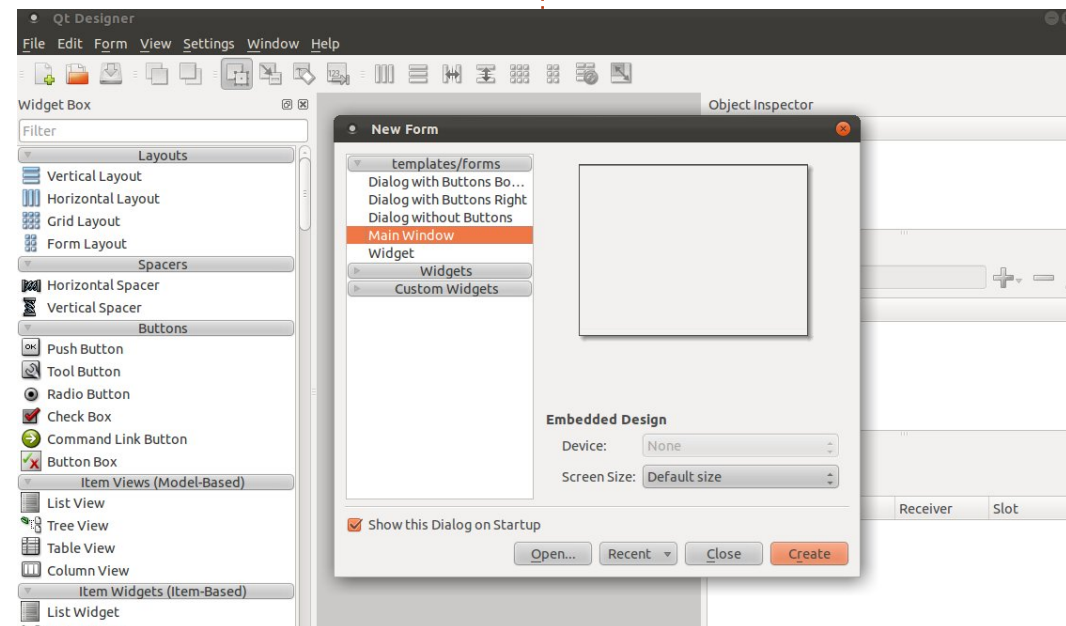 Qt Designer
File Edit Form View Settings Window Help
Widget Box
Object Inspector
Filter
Layouts
Vertical Layout
Horizontal Layout
Grid Layout
Form Layout
Spacers
Horizontal Spacer
Vertical Spacer
Buttons
Push Button
Tool Button
Radio Button
Check Box
Command Link Button
Button Box
Item Views (Model-Based)
List View
Tree View
Table View
Column View
Item Widgets (Item-Based)
List Widget
New Form
templates/forms
Dialog with Buttons Bo...
Dialog with Buttons Right
Dialog without Buttons
Main Window
Widget
Widgets
Custom Widgets
Embedded Design
Device: None
Screen Size: Default size
Show this Dialog on Startup
Open... Recent Close Create
Receiver Slot